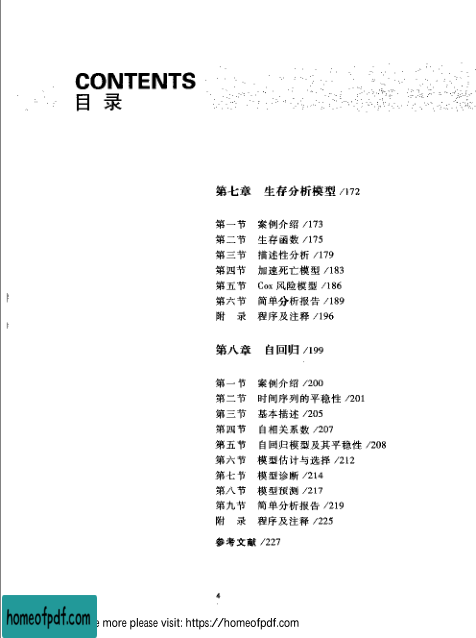 CONTENTS
目 录
第七章 生存分析模型 /172
第一节 案例介绍 /173
第二节 生存函数 /175
第三节 描述性分析 /179
第四节 加速死亡模型 /183
第五节 Cox 风险模型 /186
第六节 简单分析报告 /189
附 录 程序及注释 /196
第八章 自回归 /199
第一节 案例介绍 /200
第二节 时间序列的平稳性 /201
第三节 基本描述 /205
第四节 自相关系数 /207
第五节 自回归模型及其平稳性 /208
第六节 模型估计与选择 /212
第七节 模型诊断 /214
第八节 模型预测 /217
第九节 简单分析报告 /219
附 录 程序及注释 /225
参考文献 /227
4
homeofpdf.com
e more please visit: https://homeofpdf.com